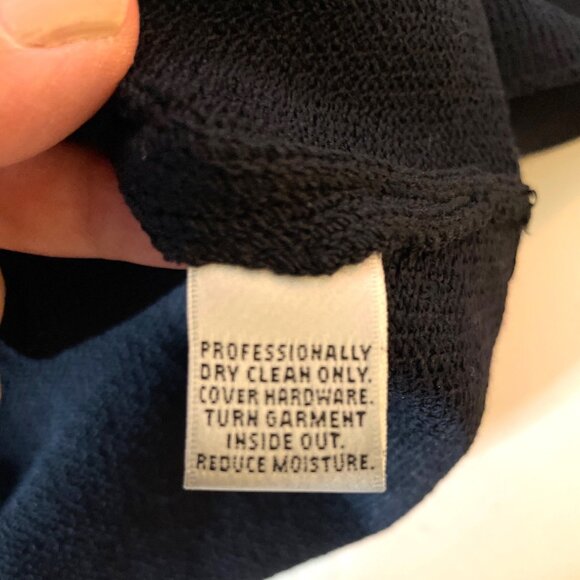 PROFESSIONALLY
DRY CLEAN ONLY.
COVER HARDWARE.
TURN GARMENT
INSIDE OUT.
REDUCE MOISTURE.